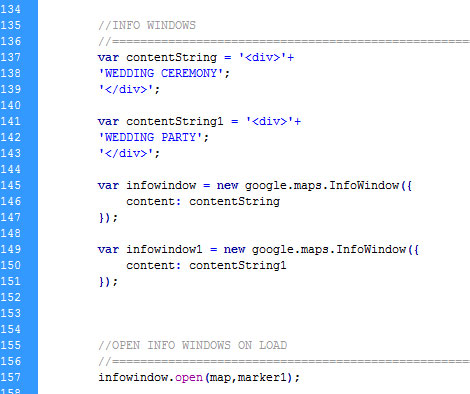 134
135 //INFO WINDOWS
136 //===================================================
137 var contentString = '<div>'+
138 'WEDDING CEREMONY';
139 '</div>';
140
141 var contentString1 = '<div>'+
142 'WEDDING PARTY';
143 '</div>';
144
145 var infowindow = new google.maps.InfoWindow({
146 content: contentString
147 });
148
149 var infowindow1 = new google.maps.InfoWindow({
150 content: contentString1
151 });
152
153
154
155 //OPEN INFO WINDOWS ON LOAD
156 //===================================================
157 infowindow.open(map,marker1);
158